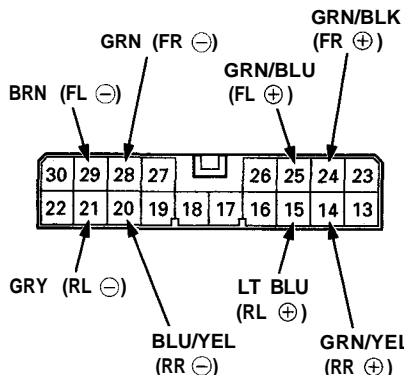 GRN/BLK
(FR ⊕)
GRN (FR ⊖)
GRN/BLU
(FL ⊕)
BRN (FL ⊖)
30 29 28 27 26 25 24 23
22 21 20 19 18 17 16 15 14 13
GRY (RL ⊖)
LT BLU
(RL ⊕)
BLU/YEL
(RR ⊖)
GRN/YEL
(RR ⊕)